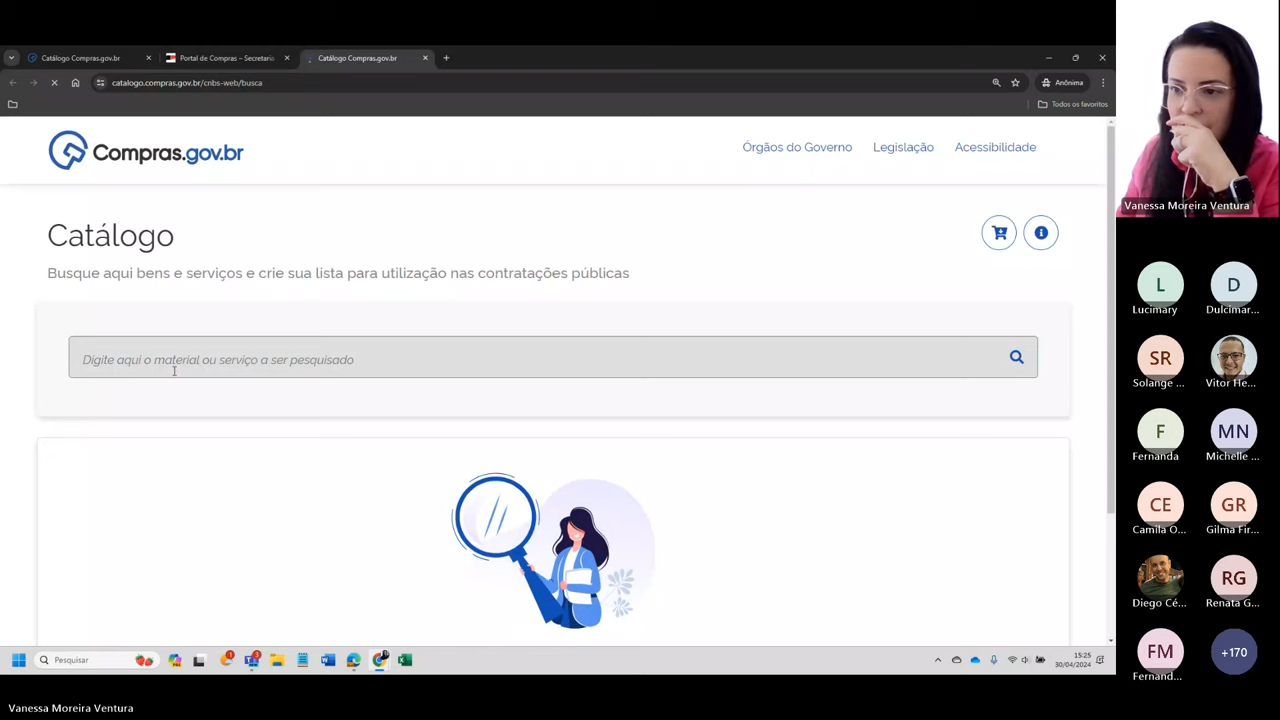 Catálogo Compras.gov.br
Portal de Compras – Secretaria
Catálogo Compras.gov.br
catalogo.compras.gov.br/cnbs-web/busca
Anônima
Todos os favoritos
Compras.gov.br
Órgãos do Governo
Legislação
Acessibilidade
Catálogo
Busque aqui bens e serviços e crie sua lista para utilização nas contratações públicas
Digite aqui o material ou serviço a ser pesquisado
Pesquisar
15:25
30/04/2024
Vanessa Moreira Ventura
L
Lucimary
D
Dulcimar...
SR
Solange ...
Vitor He...
F
Fernanda
MN
Michelle ...
CE
Camila O...
GR
Gilma Fir...
Diego Cé...
RG
Renata G...
FM
Fernand...
+170
Vanessa Moreira Ventura